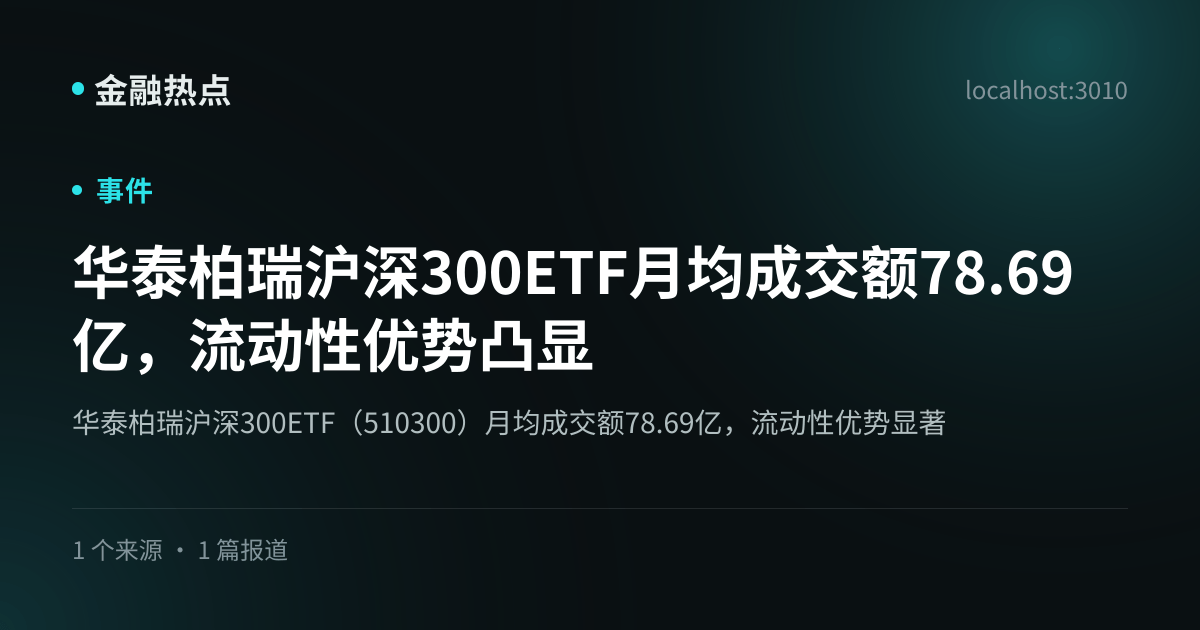 金融热点
localhost:3010
事件
华泰柏瑞沪深300ETF月均成交额78.69
亿，流动性优势凸显
华泰柏瑞沪深300ETF（510300）月均成交额78.69亿，流动性优势显著
1 个来源 · 1 篇报道